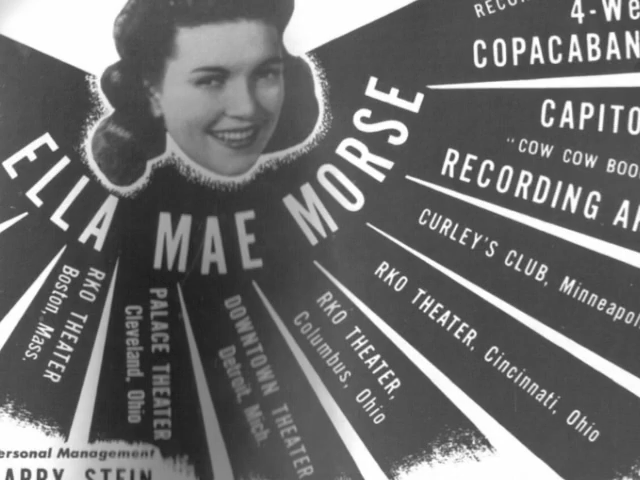 4-
COPACABAN
CAPITO
"COW COW BOO
RECORDING
CURLEY'S CLUB, Minneapol
RKO THEATER, Cincinnati, Ohio
RKO THEATER,
Columbus, Ohio
DOWNTOWN THEATER
Detroit, Mich.
PALACE THEATER
Cleveland, Ohio
RKO THEATER
Boston, Mass.
ELLA MAE MORSE
ersonal Management
ARRY STEIN